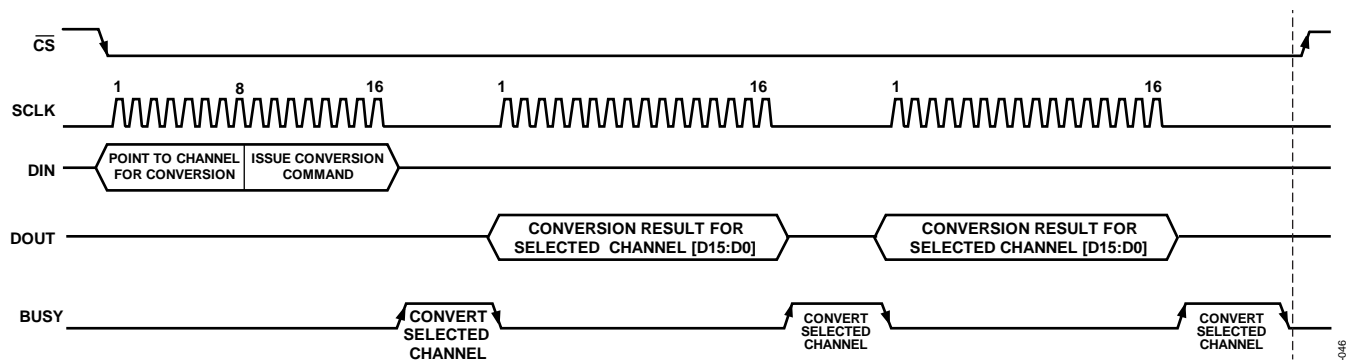 CS
1 8 16 1 16 1 16
SCLK
DIN
POINT TO CHANNEL
FOR CONVERSION
ISSUE CONVERSION
COMMAND
DOUT
CONVERSION RESULT FOR
SELECTED CHANNEL [D15:D0]
CONVERSION RESULT FOR
SELECTED CHANNEL [D15:D0]
BUSY
CONVERT
SELECTED
CHANNEL
CONVERT
SELECTED
CHANNEL
CONVERT
SELECTED
CHANNEL
-046